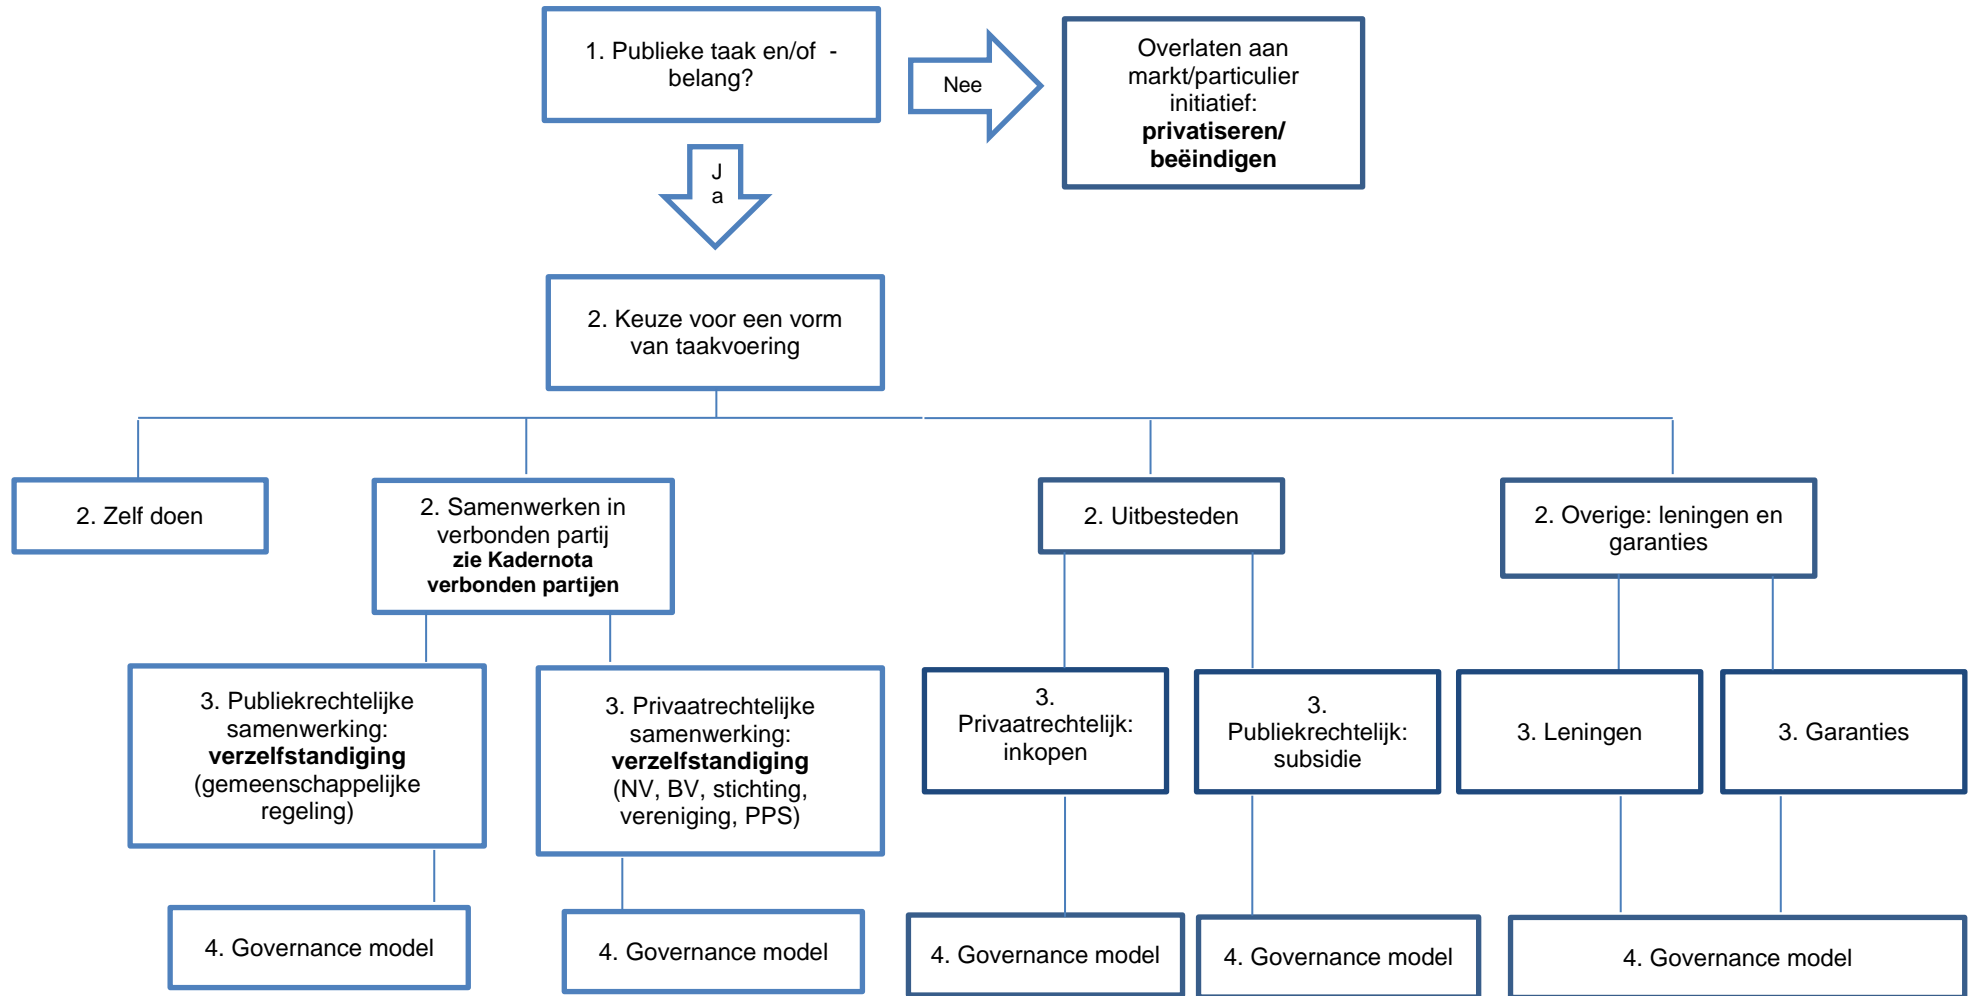 1. Publieke taak en/of -
belang?
Nee
Overlaten aan
markt/particulier
initiatief:
privatiseren/
beëindigen
J
a
2. Keuze voor een vorm
van taakvoering
2. Zelf doen
2. Samenwerken in
verbonden partij
zie Kadernota
verbonden partijen
2. Uitbesteden
2. Overige: leningen en
garanties
3. Publiekrechtelijke
samenwerking:
verzelfstandiging
(gemeenschappelijke
regeling)
3. Privaatrechtelijke
samenwerking:
verzelfstandiging
(NV, BV, stichting,
vereniging, PPS)
3.
Privaatrechtelijk:
inkopen
3.
Publiekrechtelijk:
subsidie
3. Leningen
3. Garanties
4. Governance model
4. Governance model
4. Governance model
4. Governance model
4. Governance model